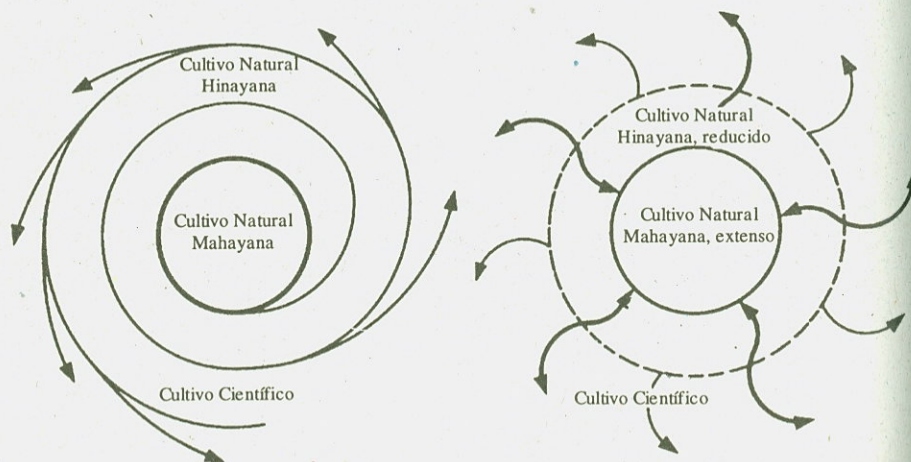 Cultivo Natural
Hinayana
Cultivo Natural
Mahayana
Cultivo Científico
Cultivo Natural
Hinayana, reducido
Cultivo Natural
Mahayana, extenso
Cultivo Científico